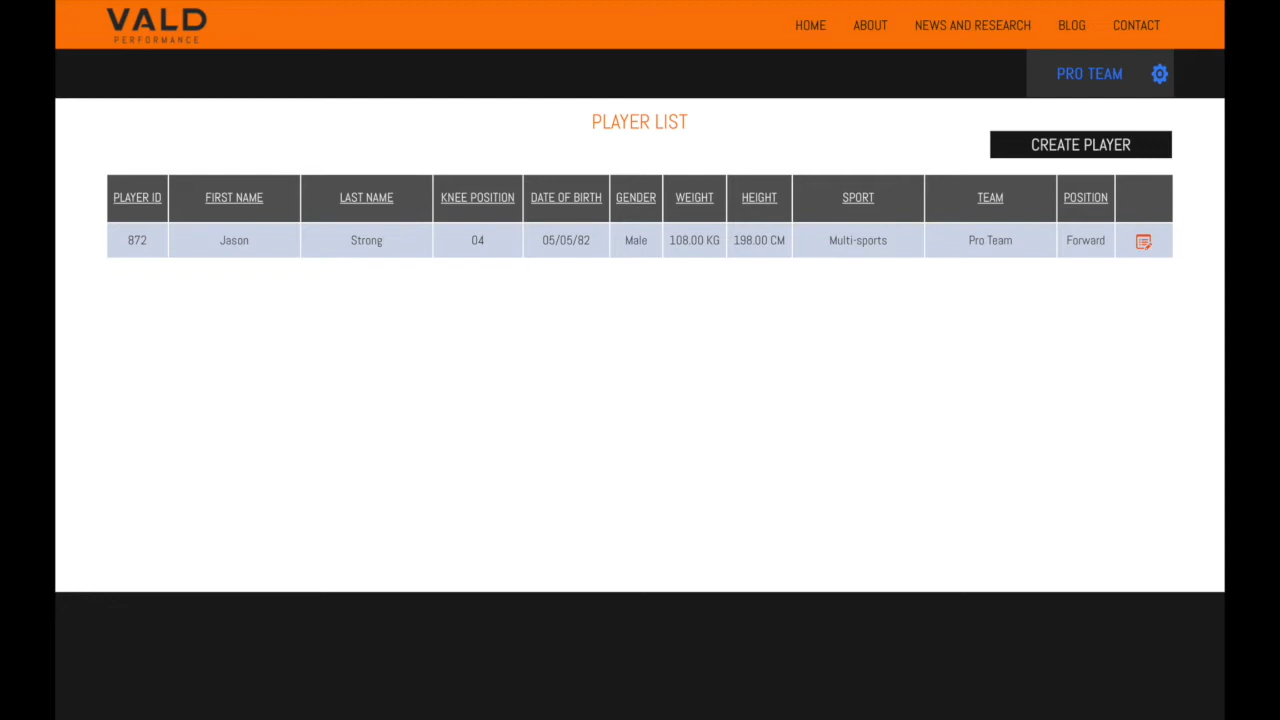 VALD
PERFORMANCE
HOME ABOUT NEWS AND RESEARCH BLOG CONTACT
PRO TEAM
PLAYER LIST
CREATE PLAYER
PLAYER ID FIRST NAME LAST NAME KNEE POSITION DATE OF BIRTH GENDER WEIGHT HEIGHT SPORT TEAM POSITION
872 Jason Strong 04 05/05/82 Male 108.00 KG 198.00 CM Multi-sports Pro Team Forward